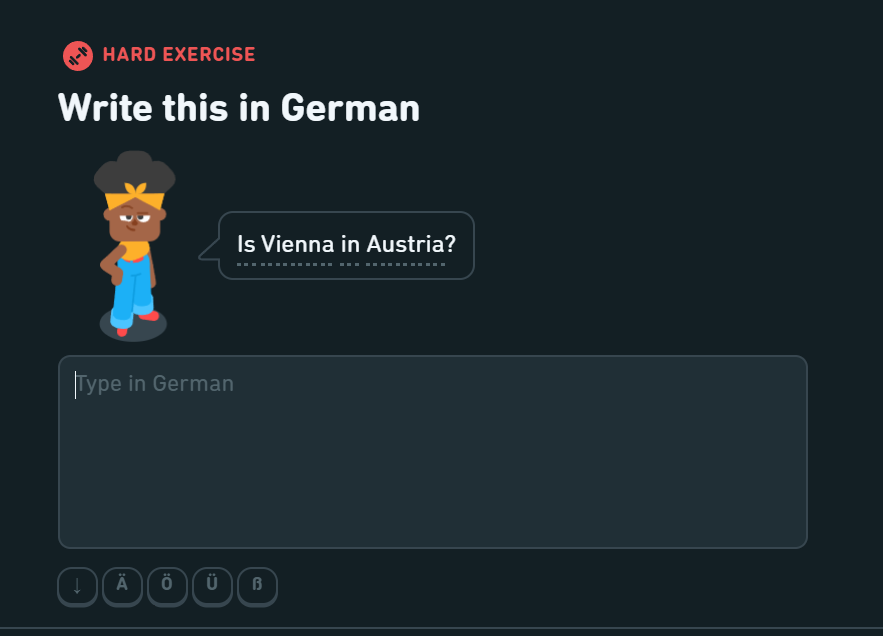 HARD EXERCISE
Write this in German
Is Vienna in Austria?
Type in German
↓ Ä Ö Ü ß